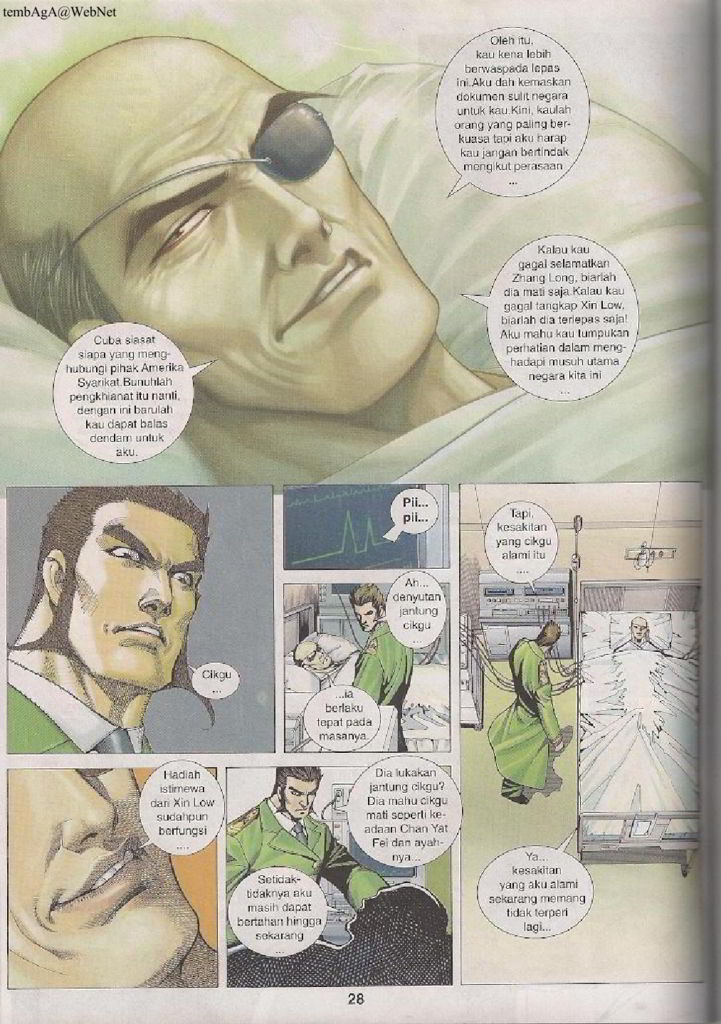 tembAgA@WebNet
Oleh itu,
kau kena lebih
berwaspada lepas
ini.Aku dah kemaskan
dokumen sulit negara
untuk kau.Kini, kaulah
orang yang paling ber-
kuasa tapi aku harap
kau jangan bertindak
mengikut perasaan
...
Kalau kau
gagal selamatkan
Zhang Long, biarlah
dia mati saja.Kalau kau
gagal tangkap Xin Low,
biarlah dia terlepas saja!
Aku mahu kau tumpukan
perhatian dalam meng-
hadapi musuh utama
negara kita ini
...
Cuba siasat
siapa yang meng-
hubungi pihak Amerika
Syarikat.Bunuhlah
pengkhianat itu nanti,
dengan ini barulah
kau dapat balas
dendam untuk
aku.
Cikgu
...
Pii...
pii...
Ah...
denyutan
jantung
cikgu
...ia
berlaku
tepat pada
masanya.
Tapi,
kesakitan
yang cikgu
alami itu
....
Ya...
kesakitan
yang aku alami
sekarang memang
tidak terperi
lagi...
Hadiah
istimewa
dari Xin Low
sudahpun
berfungsi
....
Dia lukakan
jantung cikgu?
Dia mahu cikgu
mati seperti ke-
adaan Chan Yat
Fei dan ayah-
nya...
Setidak-
tidaknya aku
masih dapat
bertahan hingga
sekarang
...
28